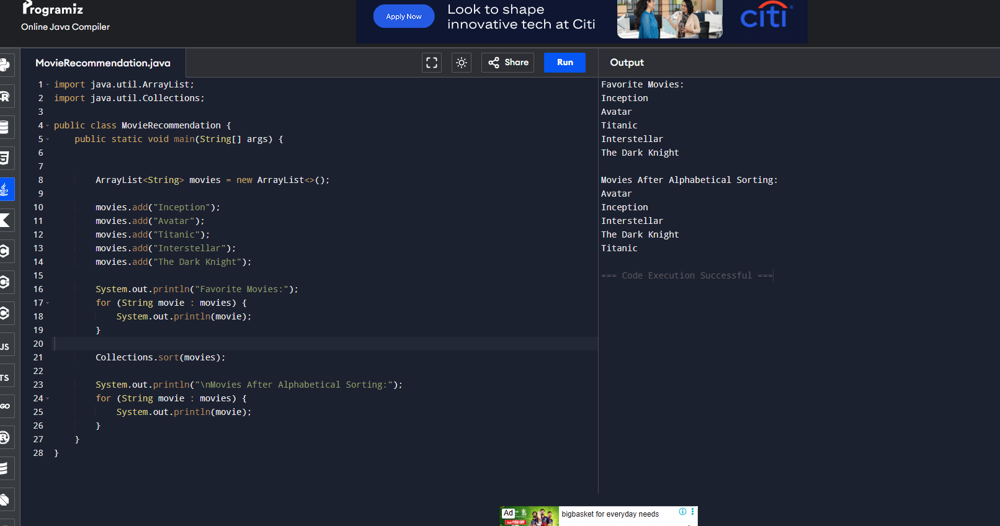 Programiz
Online Java Compiler
Apply Now
Look to shape
innovative tech at Citi
citi
MovieRecommendation.java
Share
Run
Output
1 import java.util.ArrayList;
2 import java.util.Collections;
3
4 public class MovieRecommendation {
5     public static void main(String[] args) {
6
7
8         ArrayList<String> movies = new ArrayList<>();
9
10         movies.add("Inception");
11         movies.add("Avatar");
12         movies.add("Titanic");
13         movies.add("Interstellar");
14         movies.add("The Dark Knight");
15
16         System.out.println("Favorite Movies:");
17         for (String movie : movies) {
18             System.out.println(movie);
19         }
20
21         Collections.sort(movies);
22
23         System.out.println("\nMovies After Alphabetical Sorting:");
24         for (String movie : movies) {
25             System.out.println(movie);
26         }
27     }
28 }
Favorite Movies:
Inception
Avatar
Titanic
Interstellar
The Dark Knight

Movies After Alphabetical Sorting:
Avatar
Inception
Interstellar
The Dark Knight
Titanic

=== Code Execution Successful ===
JS
TS
GO
Ad
bigbasket for everyday needs